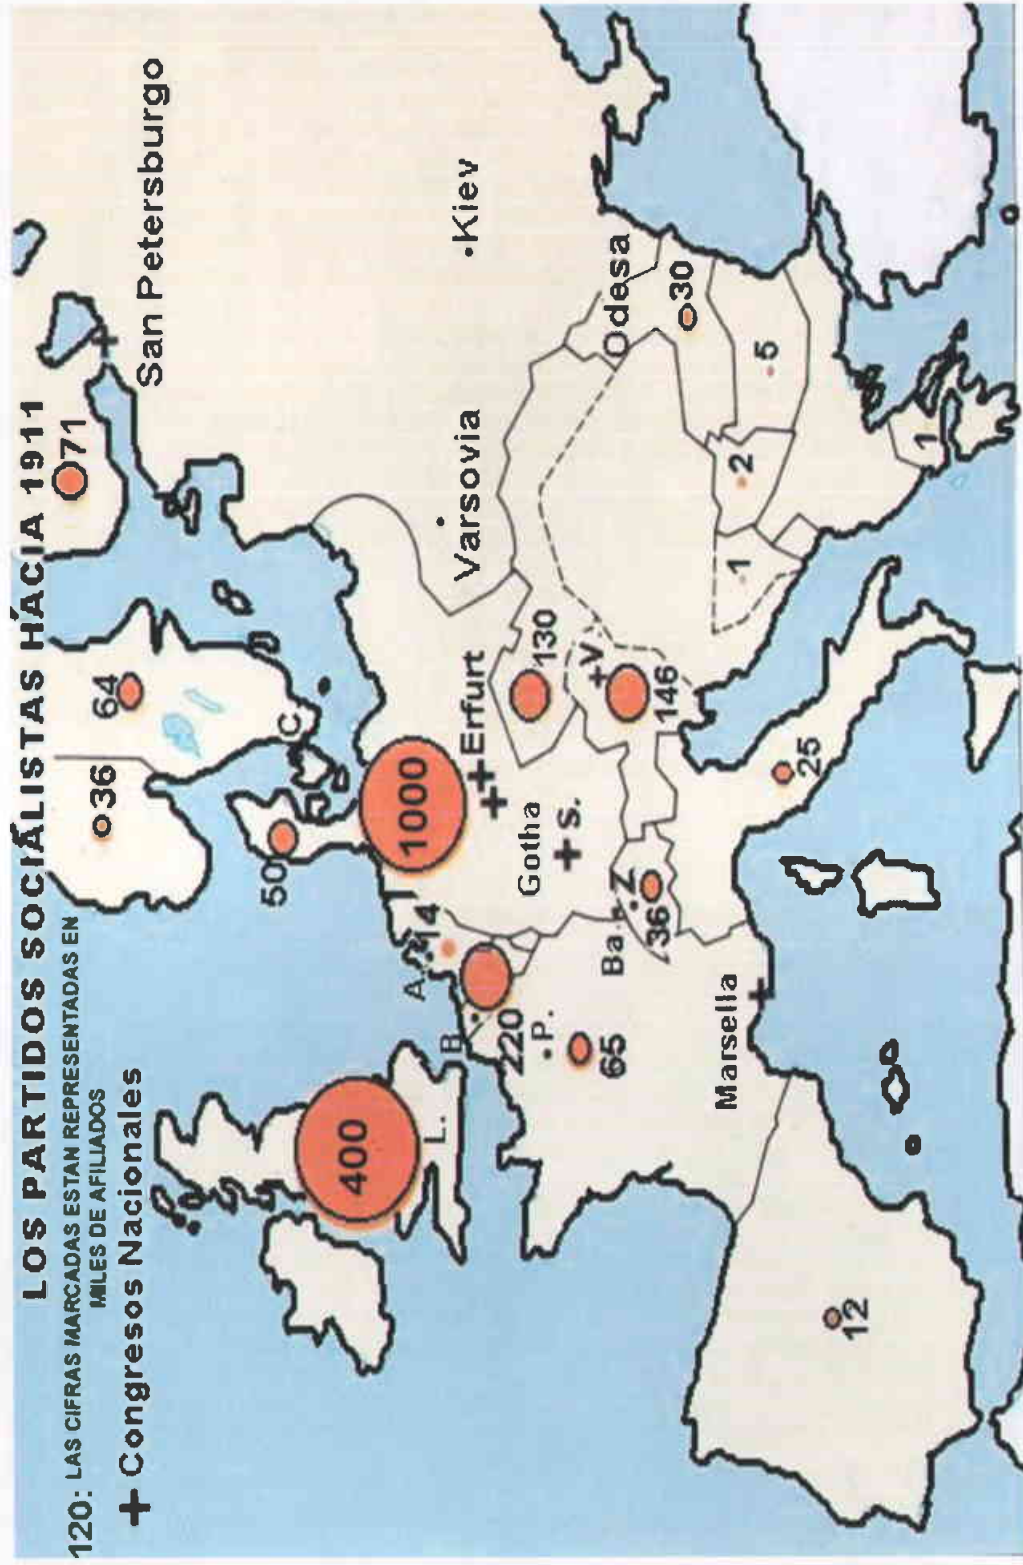 LOS PARTIDOS SOCIÁLISTAS HÁCIA 1911
120: LAS CIFRAS MARCADAS ESTAN REPRESENTADAS EN
MILES DE AFILIADOS
+ Congresos Nacionales
36
64
71
San Petersburgo
50
C.
400
L.
1000
A.
14
B.
220
P.
65
Erfurt
Gotha
S.
Varsovia
Kiev
130
V.
146
Ba.
Z
36
Odesa
30
Marsella
25
1
2
5
1
12